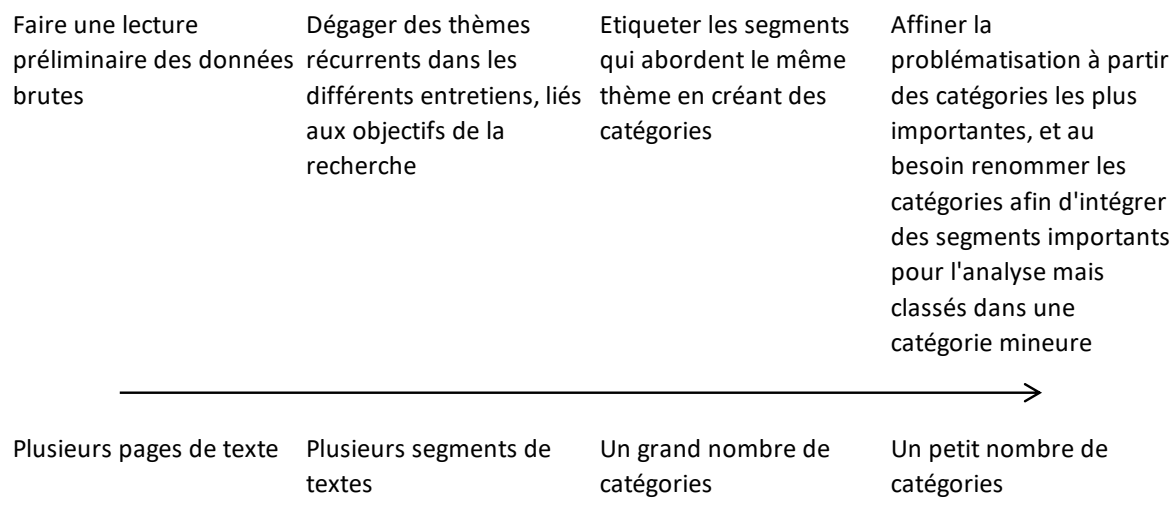 Faire une lecture
préliminaire des données
brutes
Dégager des thèmes
récurrents dans les
différents entretiens, liés
aux objectifs de la
recherche
Etiqueter les segments
qui abordent le même
thème en créant des
catégories
Affiner la
problématisation à partir
des catégories les plus
importantes, et au
besoin renommer les
catégories afin d'intégrer
des segments importants
pour l'analyse mais
classés dans une
catégorie mineure
Plusieurs pages de texte
Plusieurs segments de
textes
Un grand nombre de
catégories
Un petit nombre de
catégories